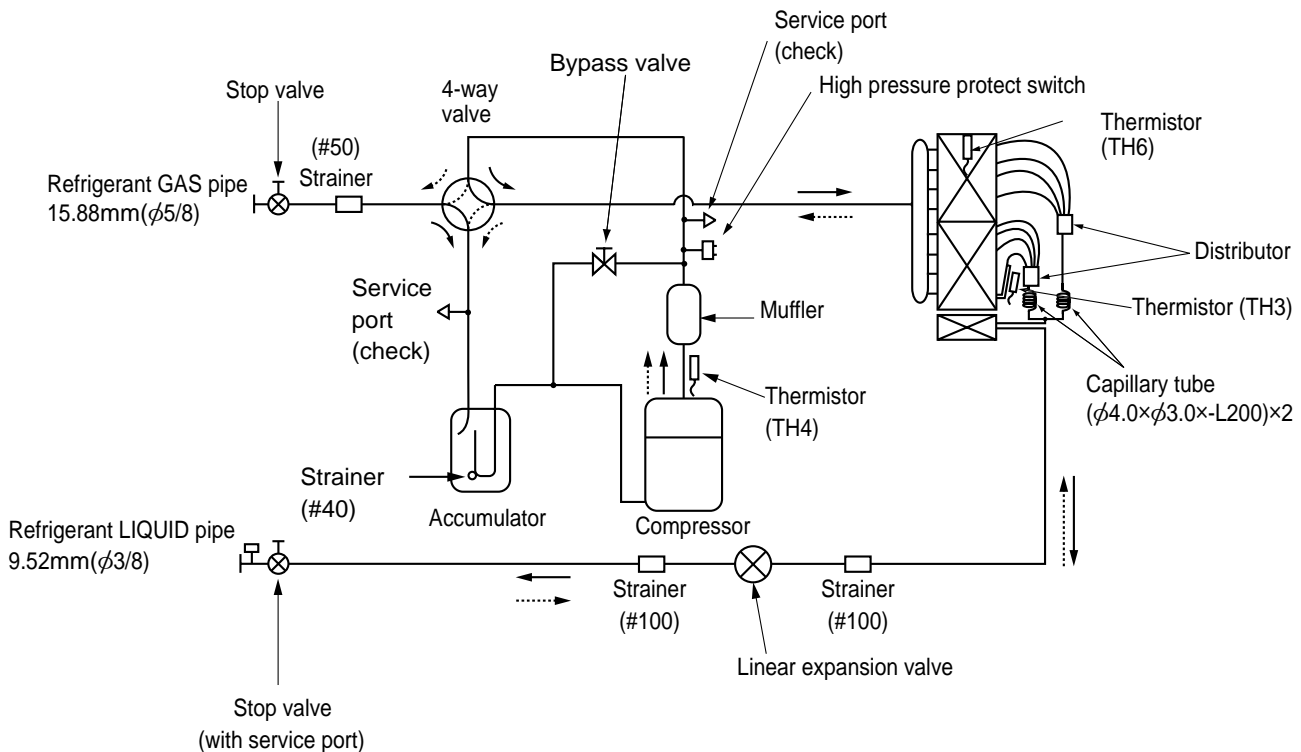 Service port
(check)
Bypass valve
High pressure protect switch
Stop valve
4-way
valve
(#50)
Strainer
Thermistor
(TH6)
Refrigerant GAS pipe
15.88mm(ϕ5/8)
Distributor
Service
port
(check)
Muffler
Thermistor (TH3)
Thermistor
(TH4)
Capillary tube
(ϕ4.0×ϕ3.0×-L200)×2
Strainer
(#40)
Accumulator
Compressor
Refrigerant LIQUID pipe
9.52mm(ϕ3/8)
Strainer
(#100)
Strainer
(#100)
Linear expansion valve
Stop valve
(with service port)